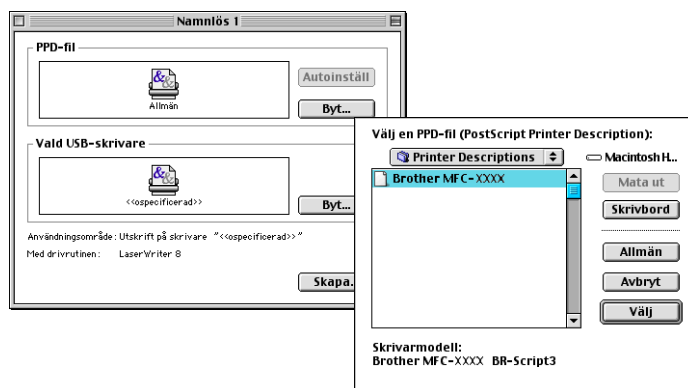 Namnlös 1
PPD-fil
Allmän
Autoinställ
Byt...
Vald USB-skrivare
<<ospecificerad>>
Byt...
Användningsområde: Utskrift på skrivare "<<ospecificerad>>"
Med drivrutinen: LaserWriter 8
Skapa.
Välj en PPD-fil (PostScript Printer Description):
Printer Descriptions
Macintosh H...
Brother MFC-XXXX
Mata ut
Skrivbord
Allmän
Avbryt
Välj
Skrivarmodell:
Brother MFC-XXXX BR-Script3